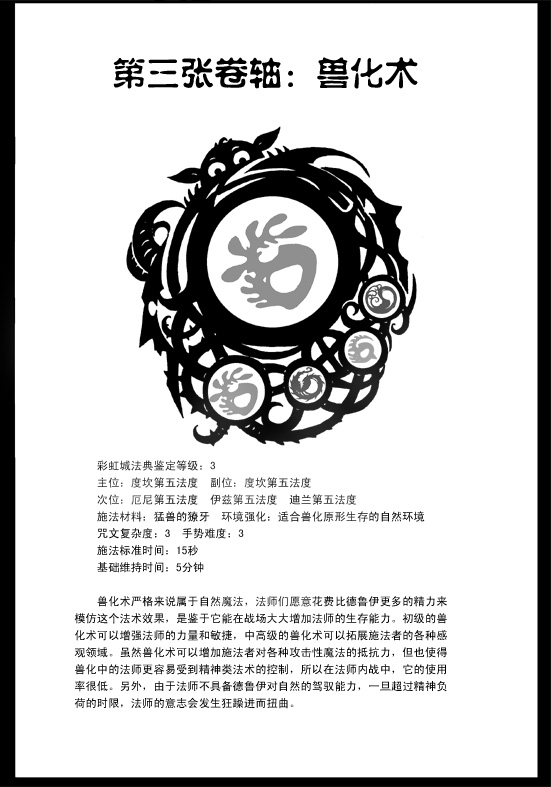 第三张卷轴：兽化术
彩虹城法典鉴定等级：3
主位：度坎第五法度　副位：度坎第五法度
次位：厄尼第五法度　伊兹第五法度　迪兰第五法度
施法材料：猛兽的獠牙　环境强化：适合兽化原形生存的自然环境
咒文复杂度：3　手势难度：3
施法标准时间：15秒
基础维持时间：5分钟
兽化术严格来说属于自然魔法，法师们愿意花费比德鲁伊更多的精力来
模仿这个法术效果，是鉴于它能在战场大大增加法师的生存能力。初级的兽
化术可以增强法师的力量和敏捷，中高级的兽化术可以拓展施法者的各种感
观领域。虽然兽化术可以增加施法者对各种攻击性魔法的抵抗力，但也使得
兽化中的法师更容易受到精神类法术的控制，所以在法师内战中，它的使用
率很低。另外，由于法师不具备德鲁伊对自然的驾驭能力，一旦超过精神负
荷的时限，法师的意志会发生狂躁进而扭曲。